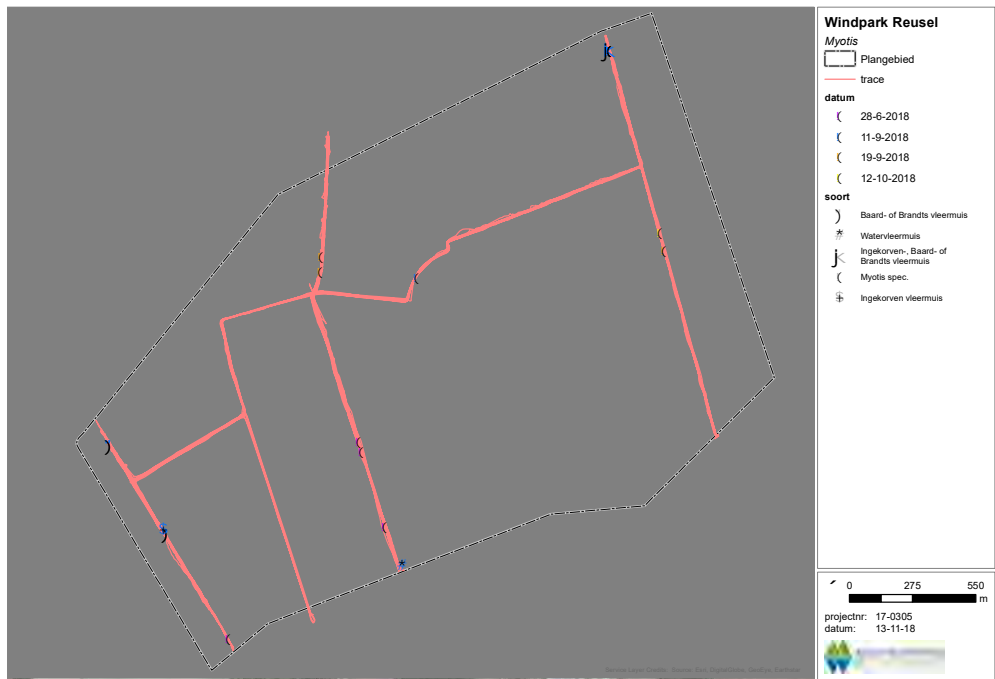 Windpark Reusel
Myotis
Plangebied
trace
datum
28-6-2018
11-9-2018
19-9-2018
12-10-2018
soort
Baard- of Brandts vleermuis
Watervleermuis
Ingekorven-, Baard- of
Brandts vleermuis
Myotis spec.
Ingekorven vleermuis
0 275 550
m
projectnr: 17-0305
datum: 13-11-18